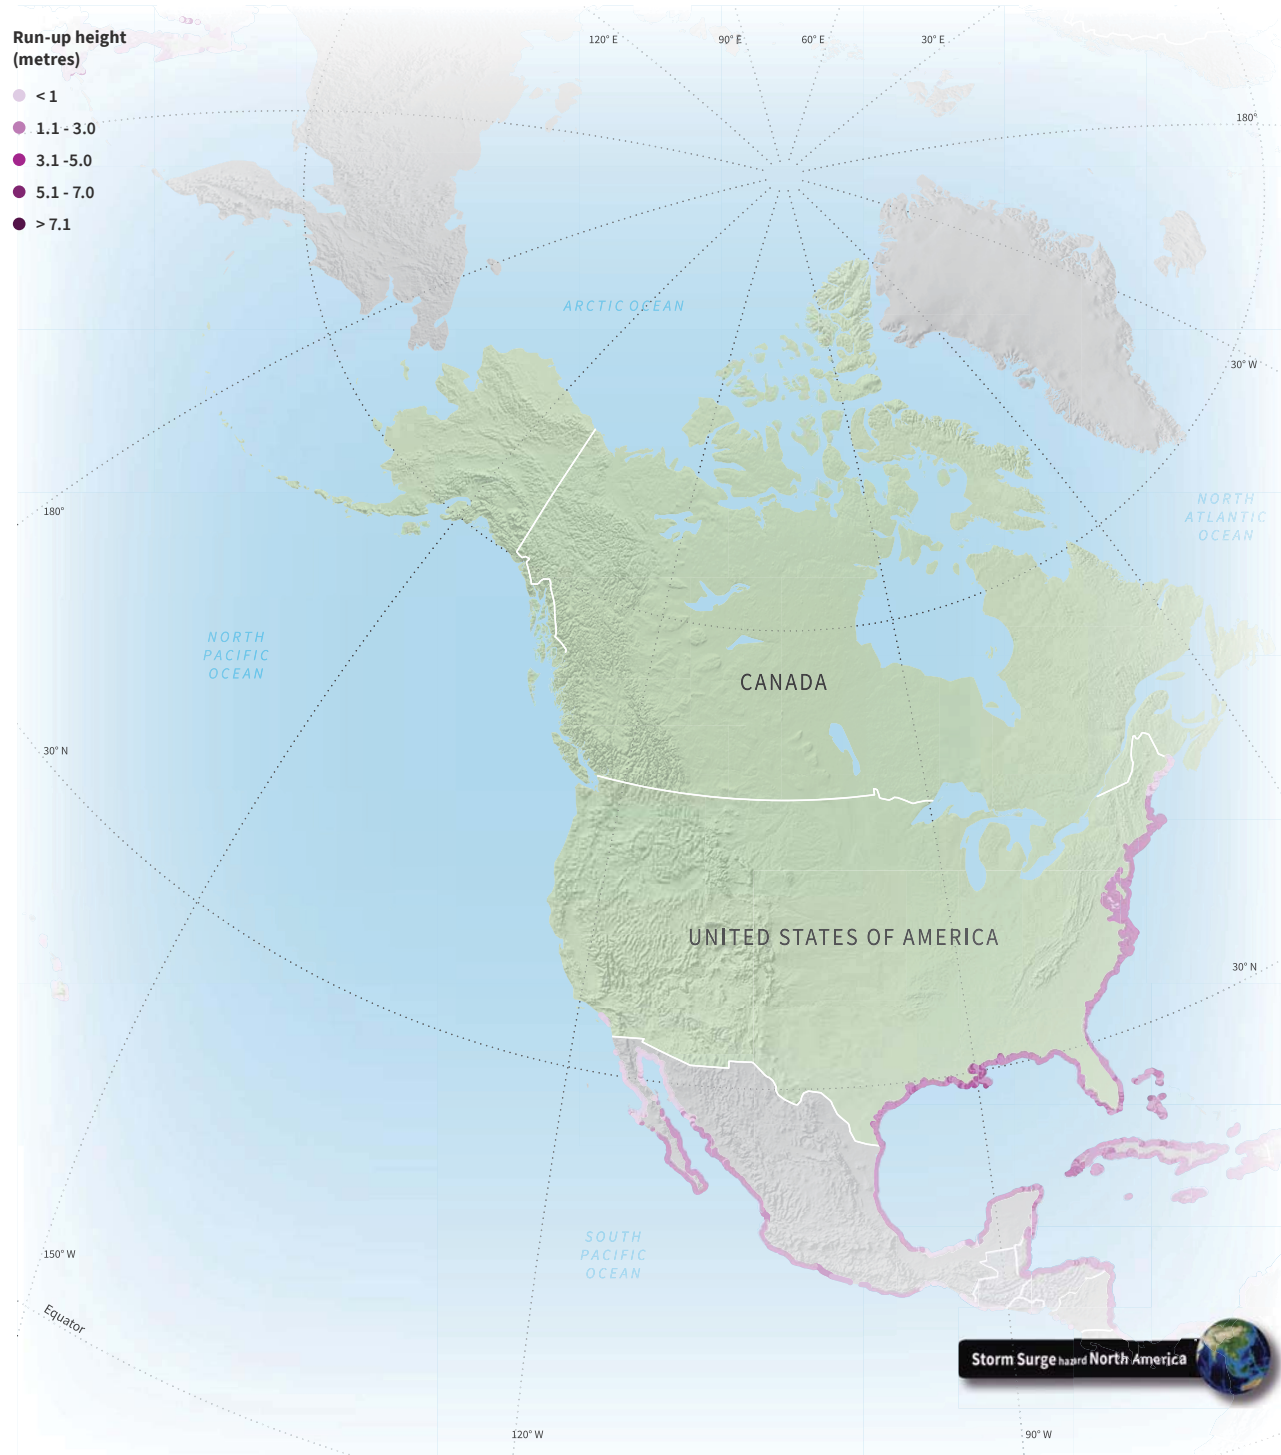 Run-up height
(metres)
< 1
1.1 - 3.0
3.1 -5.0
5.1 - 7.0
> 7.1
120° E
90° E
60° E
30° E
180°
ARCTIC OCEAN
30° W
NORTH
ATLANTIC
OCEAN
180°
NORTH
PACIFIC
OCEAN
CANADA
30° N
UNITED STATES OF AMERICA
30° N
SOUTH
PACIFIC
OCEAN
150° W
Equator
Storm Surge hazard North America
120° W
90° W